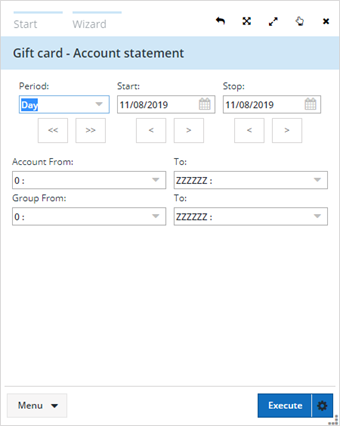 Start Wizard
Gift card - Account statement
Period: Start: Stop:
Day 11/08/2019 11/08/2019
<< >> < > < >
Account From: To:
0 : ZZZZZZ :
Group From: To:
0 : ZZZZZZ :
Menu Execute